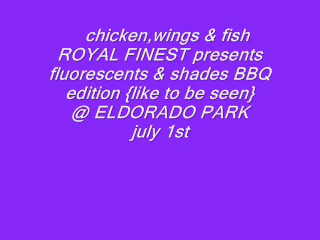 chicken,wings & fish
ROYAL FINEST presents
fluorescents & shades BBQ
edition {like to be seen}
@ ELDORADO PARK
july 1st